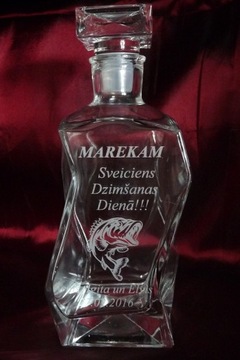 MAREKAM
Sveiciens
Dzimšanas
Dienā!!!
un
2016